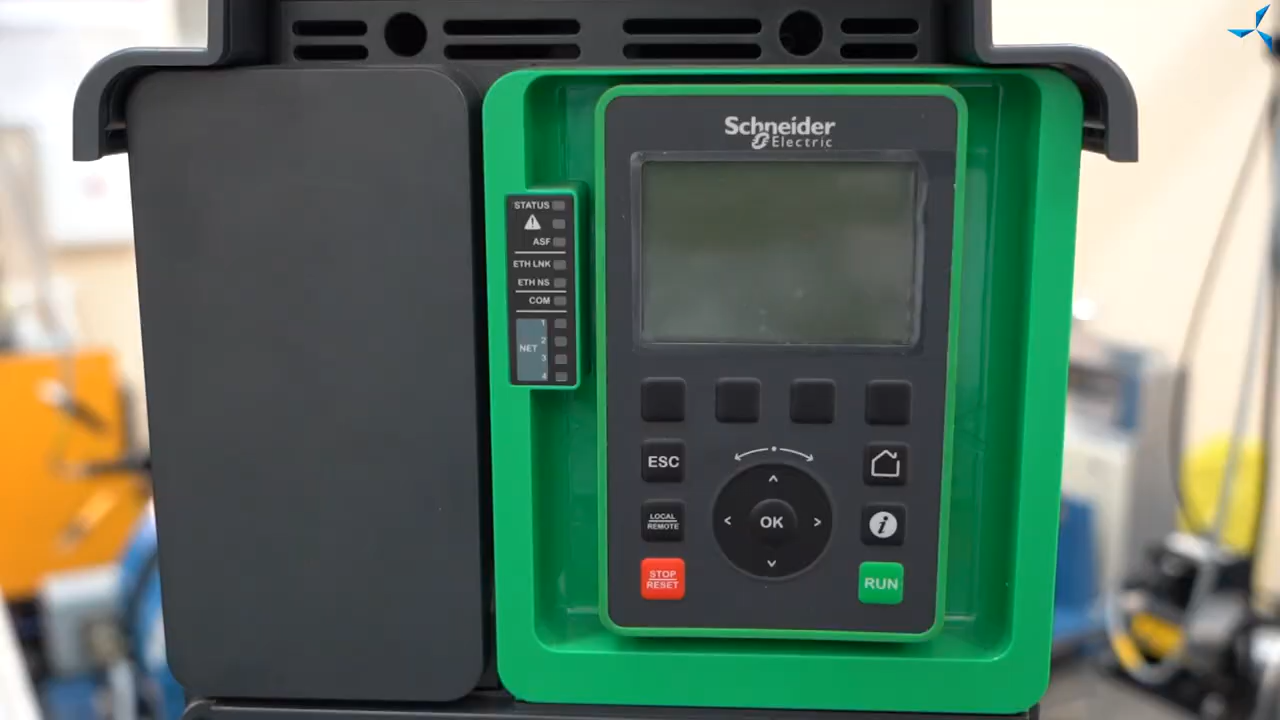 Schneider
Electric
STATUS
ASF
ETH LNK
ETH NS
COM
NET
1
2
3
4
ESC
LOCAL
REMOTE
OK
i
STOP
RESET
RUN